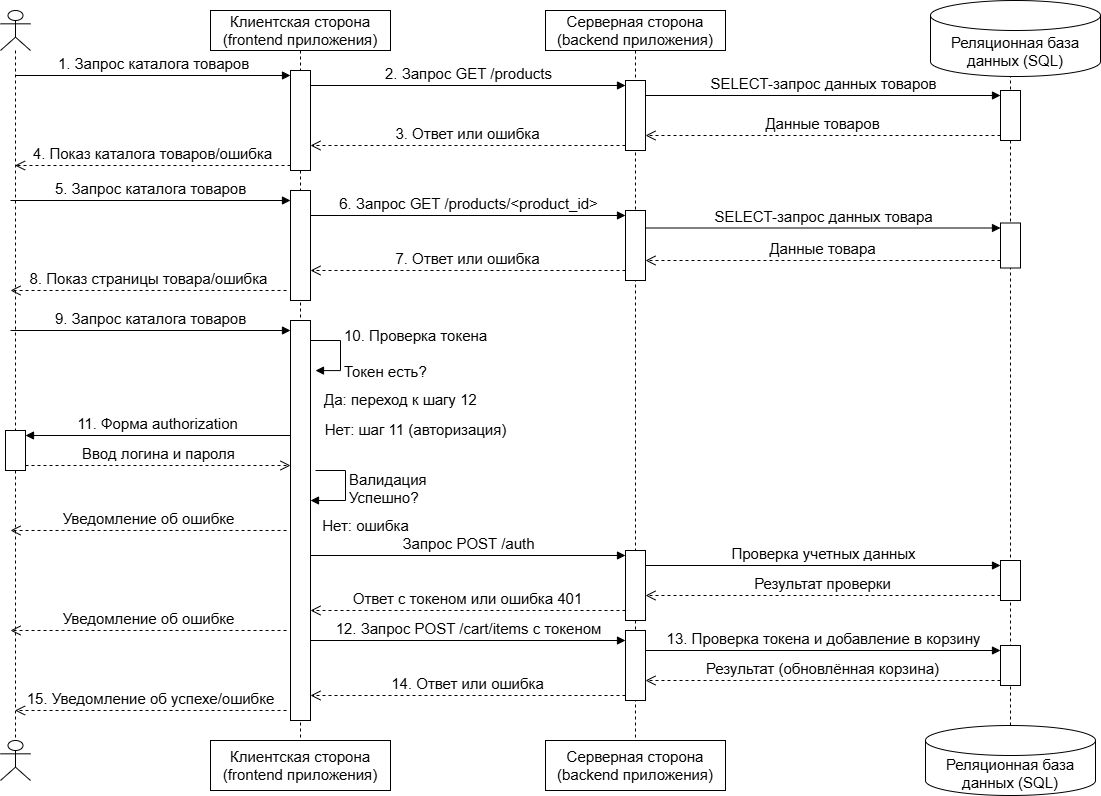 Клиентская сторона
(frontend приложения)
Серверная сторона
(backend приложения)
Реляционная база
данных (SQL)
1. Запрос каталога товаров
2. Запрос GET /products
SELECT-запрос данных товаров
Данные товаров
3. Ответ или ошибка
4. Показ каталога товаров/ошибка
5. Запрос каталога товаров
6. Запрос GET /products/<product_id>
SELECT-запрос данных товара
Данные товара
7. Ответ или ошибка
8. Показ страницы товара/ошибка
9. Запрос каталога товаров
10. Проверка токена
Токен есть?
Да: переход к шагу 12
Нет: шаг 11 (авторизация)
11. Форма authorization
Ввод логина и пароля
Валидация
Успешно?
Уведомление об ошибке
Нет: ошибка
Запрос POST /auth
Проверка учетных данных
Результат проверки
Ответ с токеном или ошибка 401
Уведомление об ошибке
12. Запрос POST /cart/items с токеном
13. Проверка токена и добавление в корзину
Результат (обновлённая корзина)
14. Ответ или ошибка
15. Уведомление об успехе/ошибке
Клиентская сторона
(frontend приложения)
Серверная сторона
(backend приложения)
Реляционная база
данных (SQL)